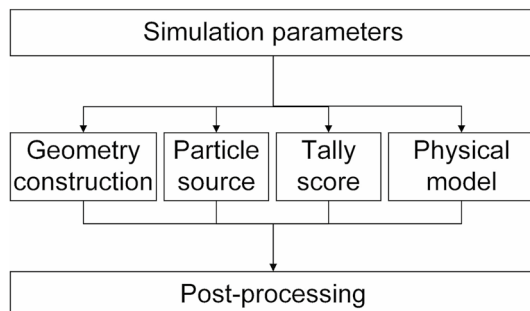 Simulation parameters
Geometry
construction
Particle
source
Tally
score
Physical
model
Post-processing